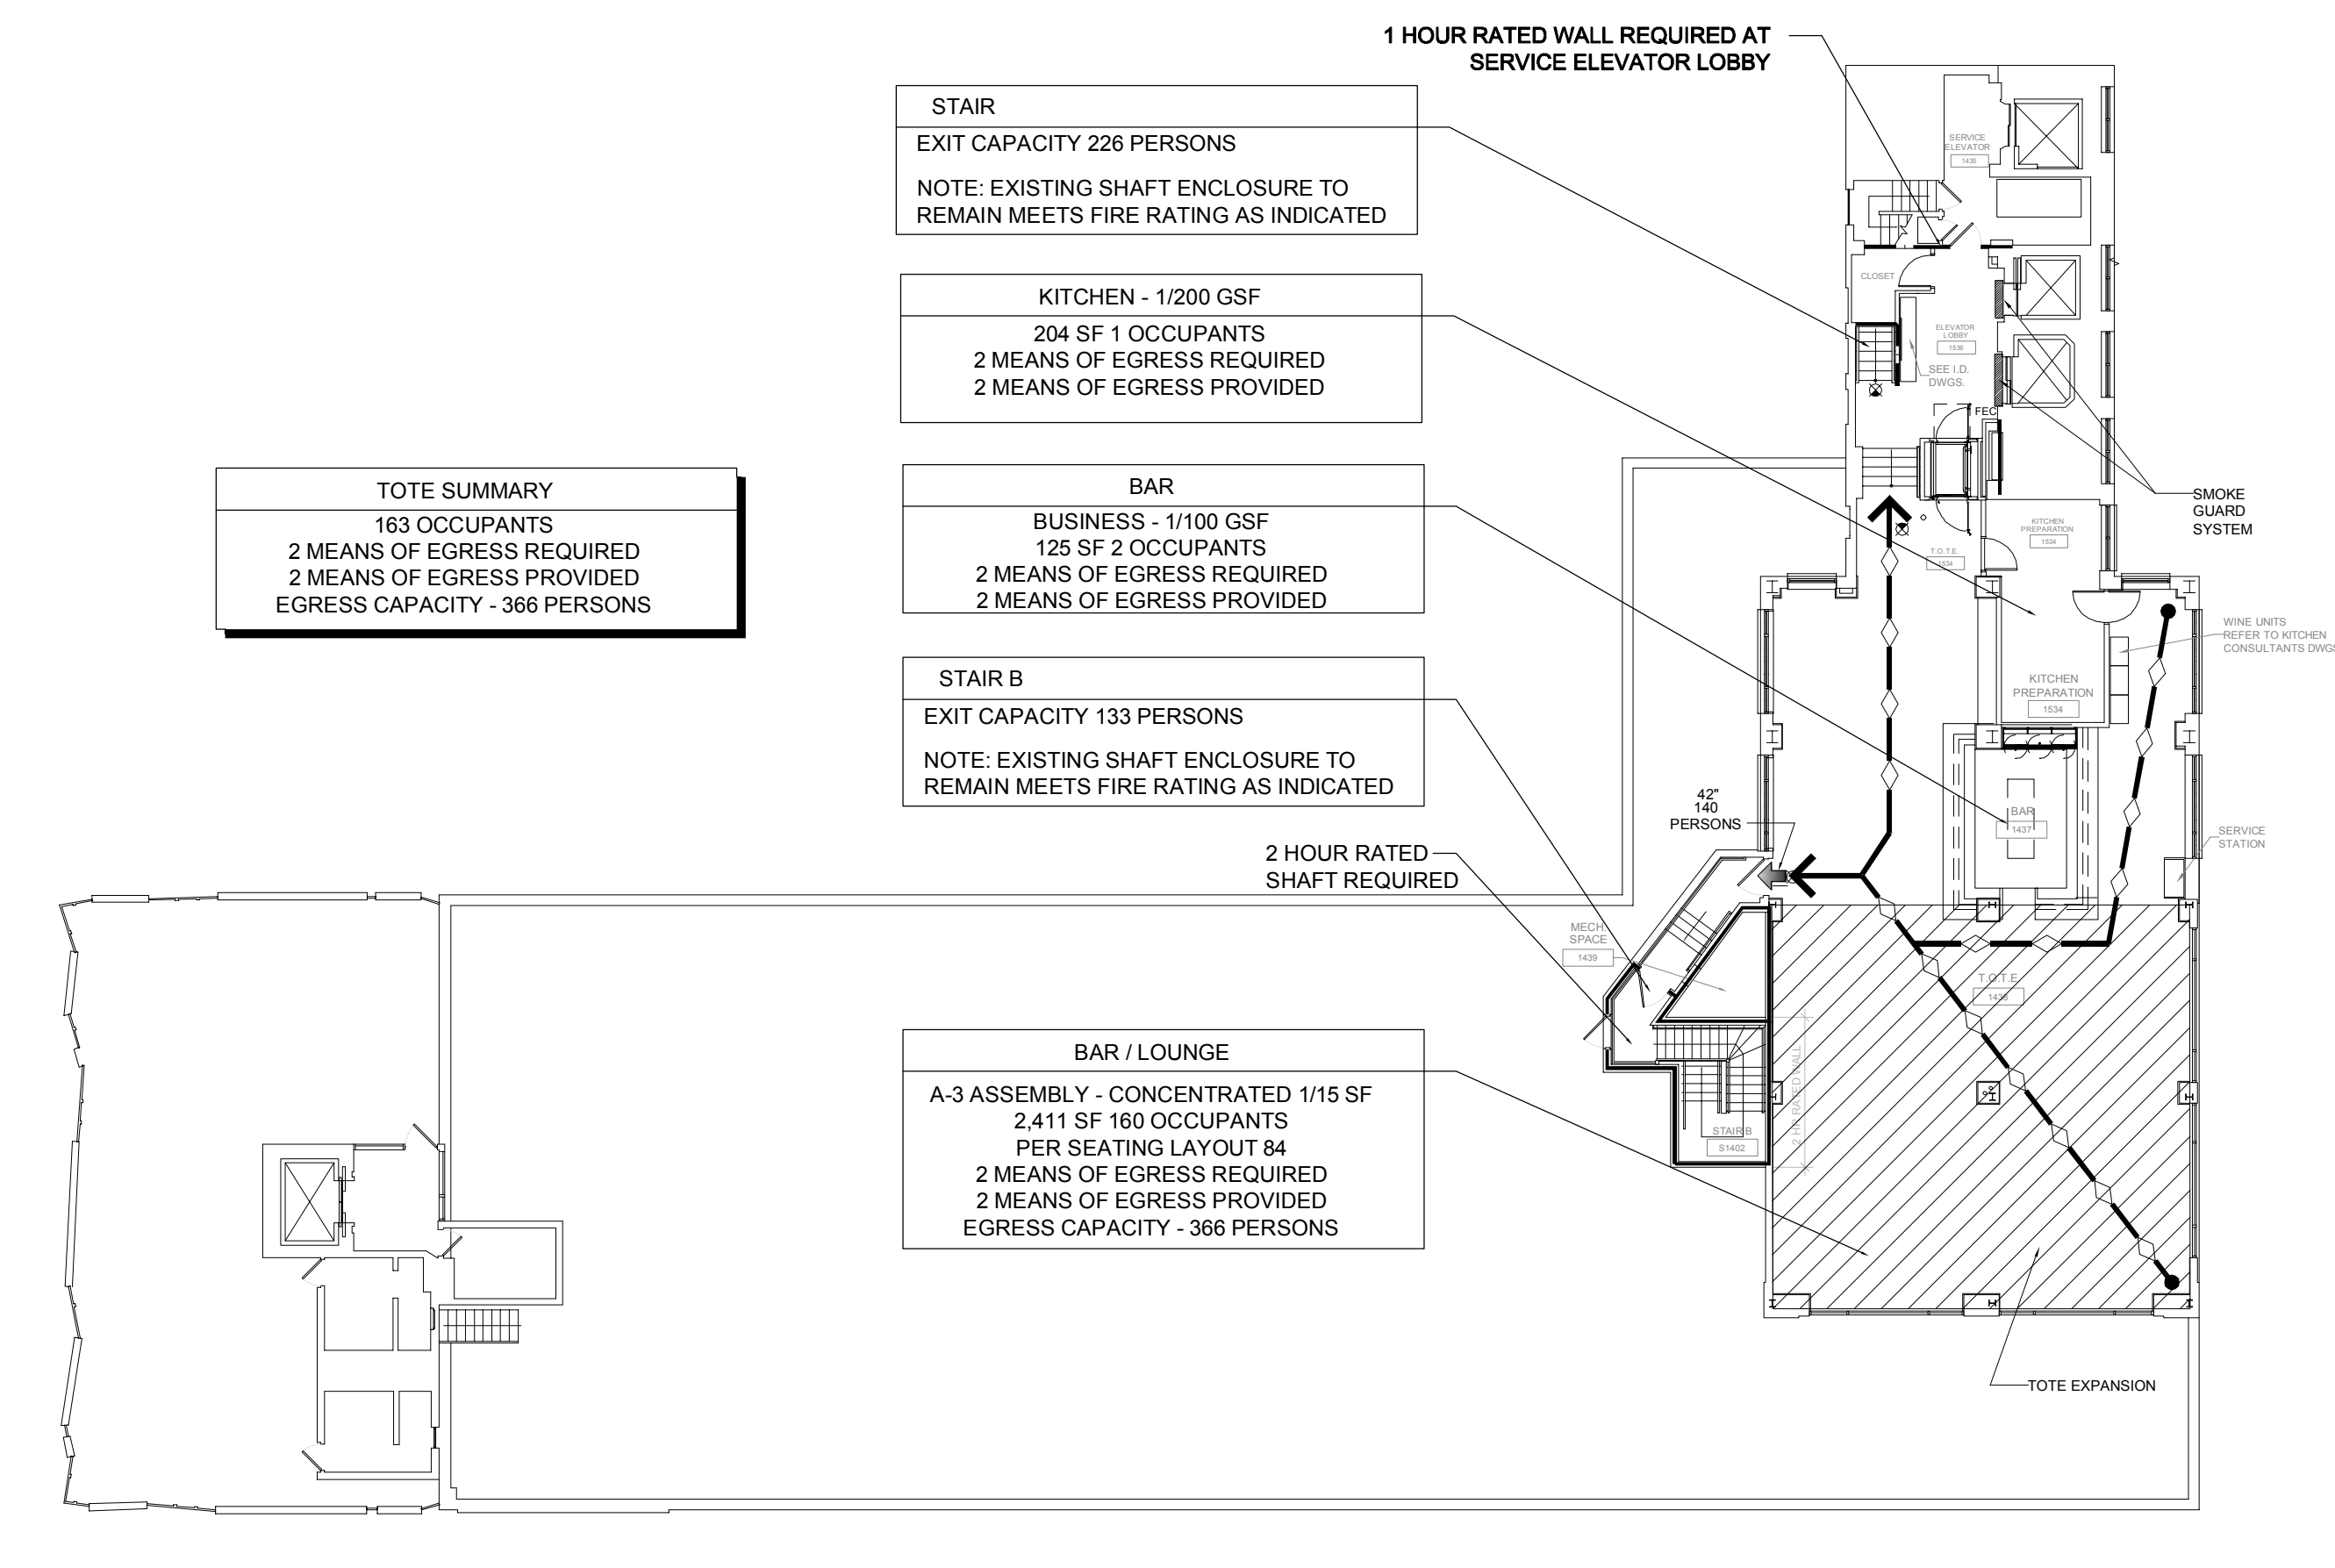 1 HOUR RATED WALL REQUIRED AT
SERVICE ELEVATOR LOBBY
STAIR
EXIT CAPACITY 226 PERSONS
NOTE: EXISTING SHAFT ENCLOSURE TO
REMAIN MEETS FIRE RATING AS INDICATED
KITCHEN - 1/200 GSF
204 SF 1 OCCUPANTS
2 MEANS OF EGRESS REQUIRED
2 MEANS OF EGRESS PROVIDED
TOTE SUMMARY
163 OCCUPANTS
2 MEANS OF EGRESS REQUIRED
2 MEANS OF EGRESS PROVIDED
EGRESS CAPACITY - 366 PERSONS
BAR
BUSINESS - 1/100 GSF
125 SF 2 OCCUPANTS
2 MEANS OF EGRESS REQUIRED
2 MEANS OF EGRESS PROVIDED
STAIR B
EXIT CAPACITY 133 PERSONS
NOTE: EXISTING SHAFT ENCLOSURE TO
REMAIN MEETS FIRE RATING AS INDICATED
2 HOUR RATED
SHAFT REQUIRED
BAR / LOUNGE
A-3 ASSEMBLY - CONCENTRATED 1/15 SF
2,411 SF 160 OCCUPANTS
PER SEATING LAYOUT 84
2 MEANS OF EGRESS REQUIRED
2 MEANS OF EGRESS PROVIDED
EGRESS CAPACITY - 366 PERSONS
SERVICE
ELEVATOR
1435
CLOSET
ELEVATOR
LOBBY
1536
SEE I.D.
DWGS.
FEC
SMOKE
GUARD
SYSTEM
KITCHEN
PREPARATION
1534
T.O.T.E.
1534
WINE UNITS
REFER TO KITCHEN
CONSULTANTS DWGS
KITCHEN
PREPARATION
1534
42"
140
PERSONS
BAR
1437
SERVICE
STATION
MECH.
SPACE
1439
T.O.T.E
1438
2 HR RATED WALL
STAIR B
S1402
TOTE EXPANSION